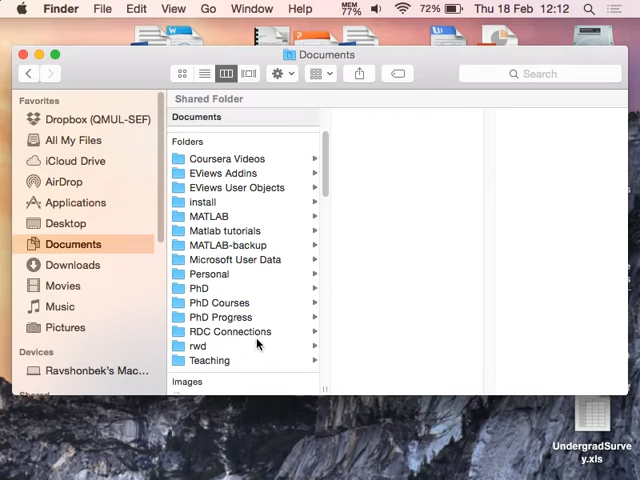 Finder File Edit View Go Window Help MEM 77% 72% Thu 18 Feb 12:12
Documents
Search
Favorites
Dropbox (QMUL-SEF)
All My Files
iCloud Drive
AirDrop
Applications
Desktop
Documents
Downloads
Movies
Music
Pictures
Devices
Ravshonbek's Mac...
Shared Folder
Documents
Folders
Coursera Videos
EViews Addins
EViews User Objects
install
MATLAB
Matlab tutorials
MATLAB-backup
Microsoft User Data
Personal
PhD
PhD Courses
PhD Progress
RDC Connections
rwd
Teaching
Images
UndergradSurve
y.xls